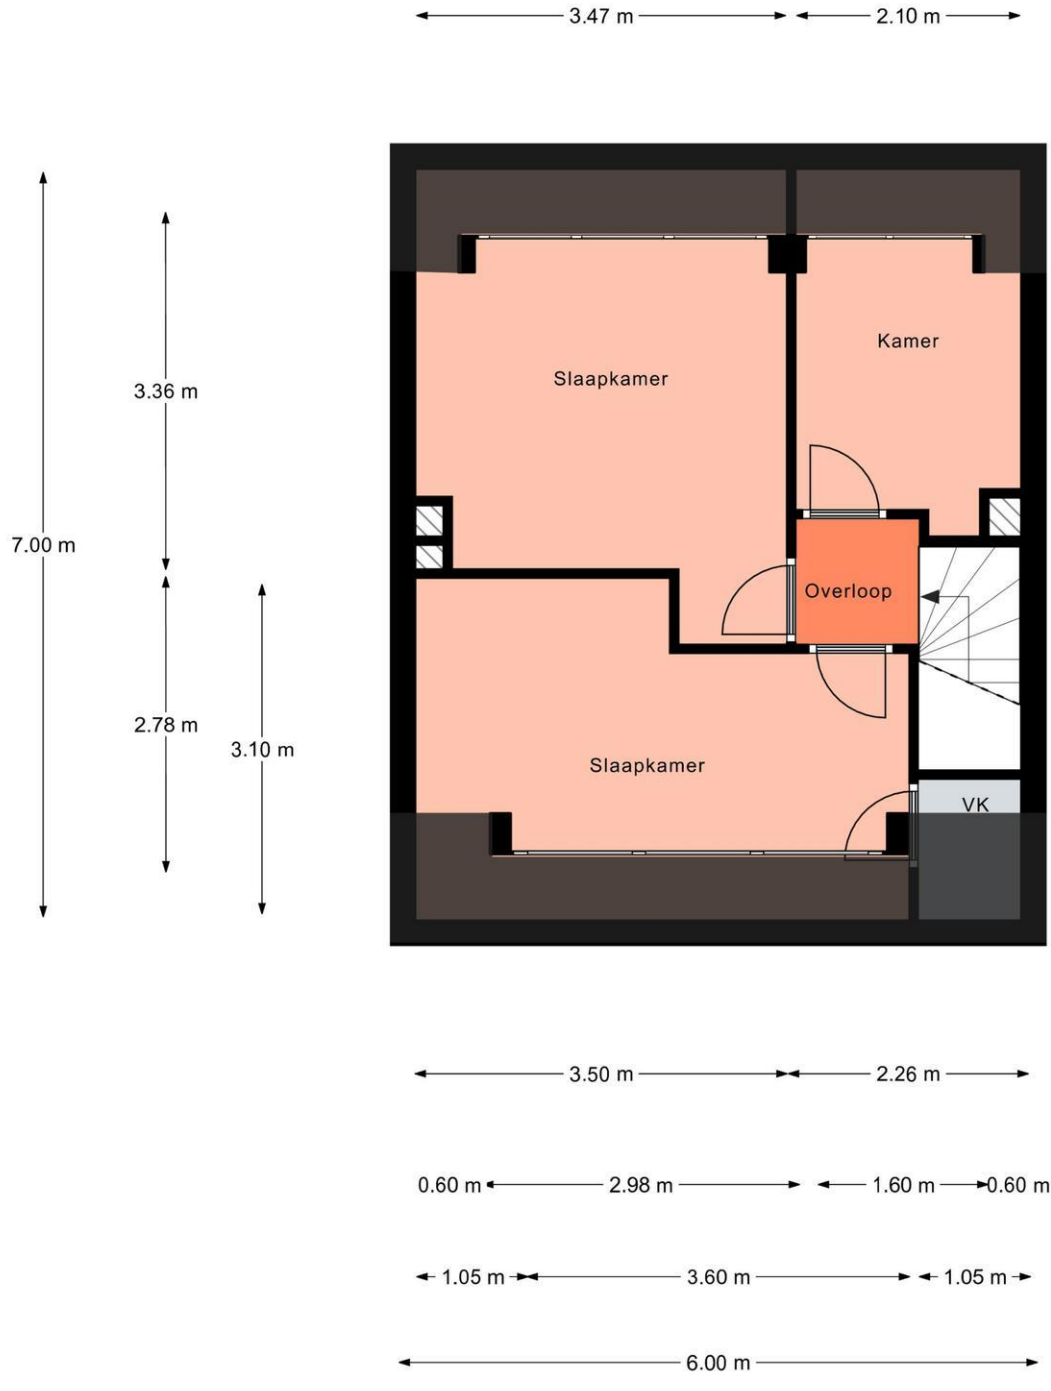 3.47 m
2.10 m
Kamer
Slaapkamer
3.36 m
7.00 m
Overloop
2.78 m
3.10 m
Slaapkamer
VK
3.50 m
2.26 m
0.60 m
2.98 m
1.60 m
0.60 m
1.05 m
3.60 m
1.05 m
6.00 m